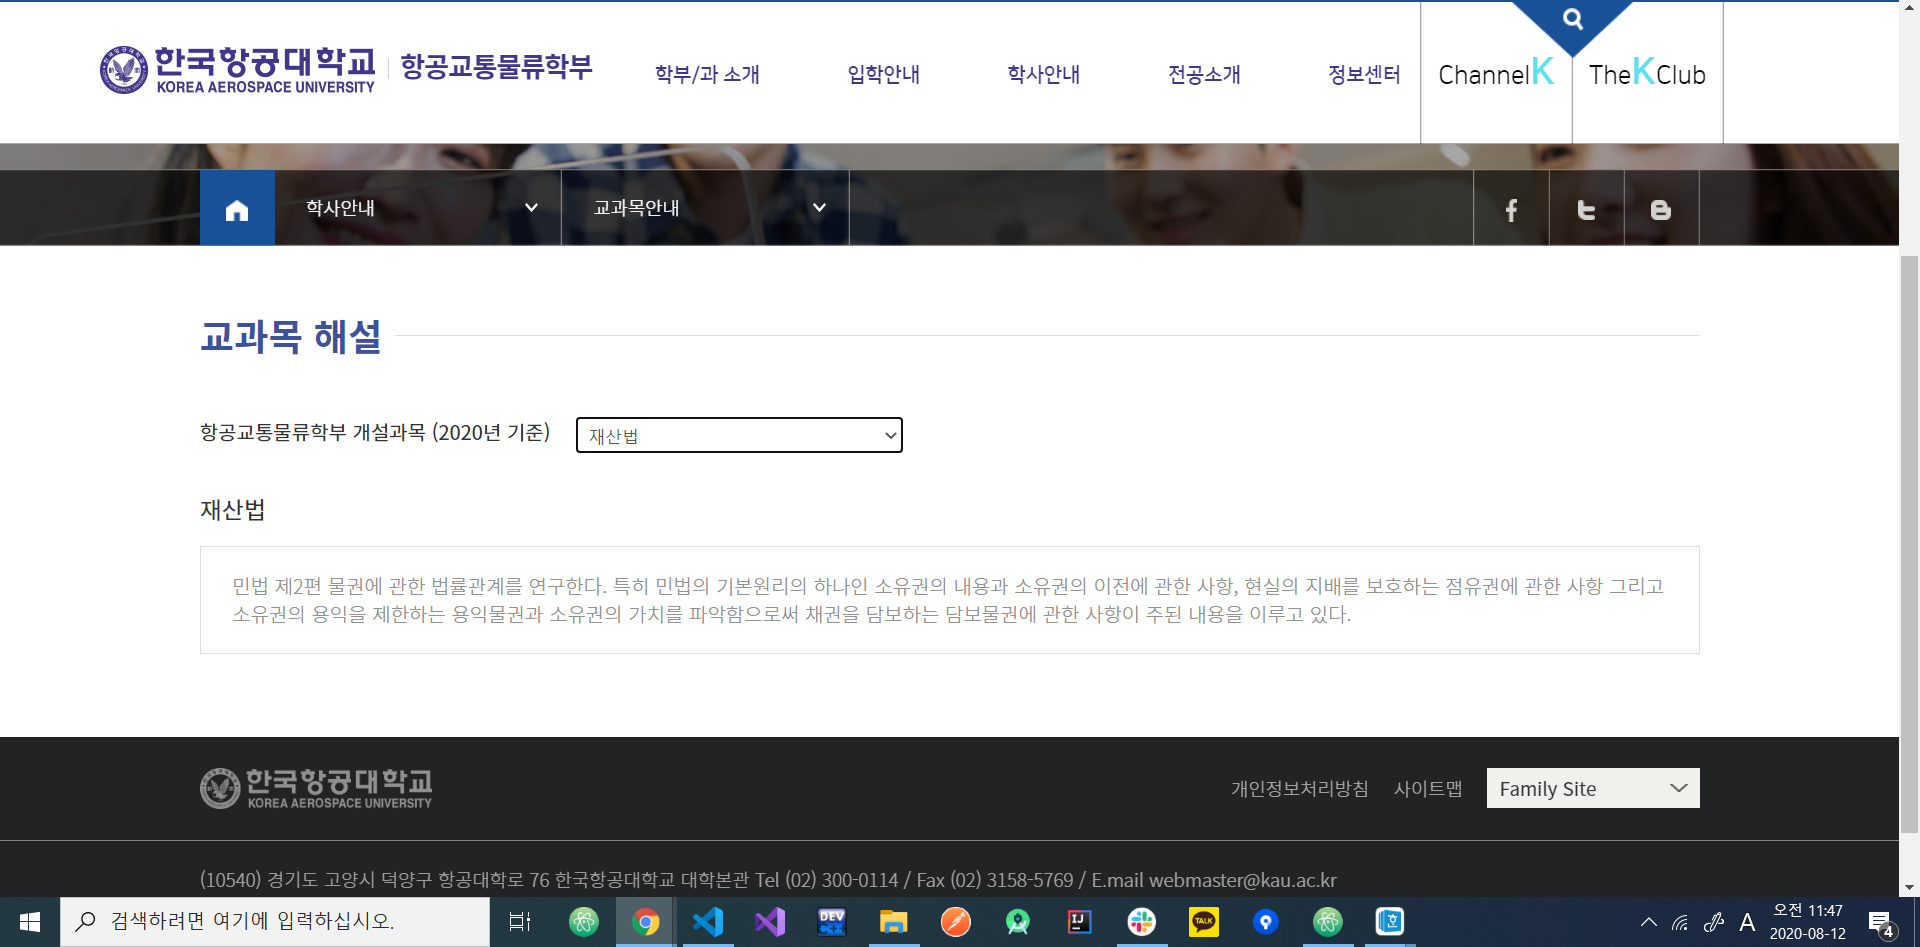 한국항공대학교
KOREA AEROSPACE UNIVERSITY
항공교통물류학부
학부/과 소개
입학안내
학사안내
전공소개
정보센터
ChannelK
TheKClub
학사안내
교과목안내
교과목 해설
항공교통물류학부 개설과목 (2020년 기준)
재산법
재산법
민법 제2편 물권에 관한 법률관계를 연구한다. 특히 민법의 기본원리의 하나인 소유권의 내용과 소유권의 이전에 관한 사항, 현실의 지배를 보호하는 점유권에 관한 사항 그리고
소유권의 용익을 제한하는 용익물권과 소유권의 가치를 파악함으로써 채권을 담보하는 담보물권에 관한 사항이 주된 내용을 이루고 있다.
한국항공대학교
KOREA AEROSPACE UNIVERSITY
개인정보처리방침
사이트맵
Family Site
(10540) 경기도 고양시 덕양구 항공대학로 76 한국항공대학교 대학본관 Tel (02) 300-0114 / Fax (02) 3158-5769 / E.mail webmaster@kau.ac.kr
검색하려면 여기에 입력하십시오.
DEV
C++
IJ
TALK
A
오전 11:47
2020-08-12
4